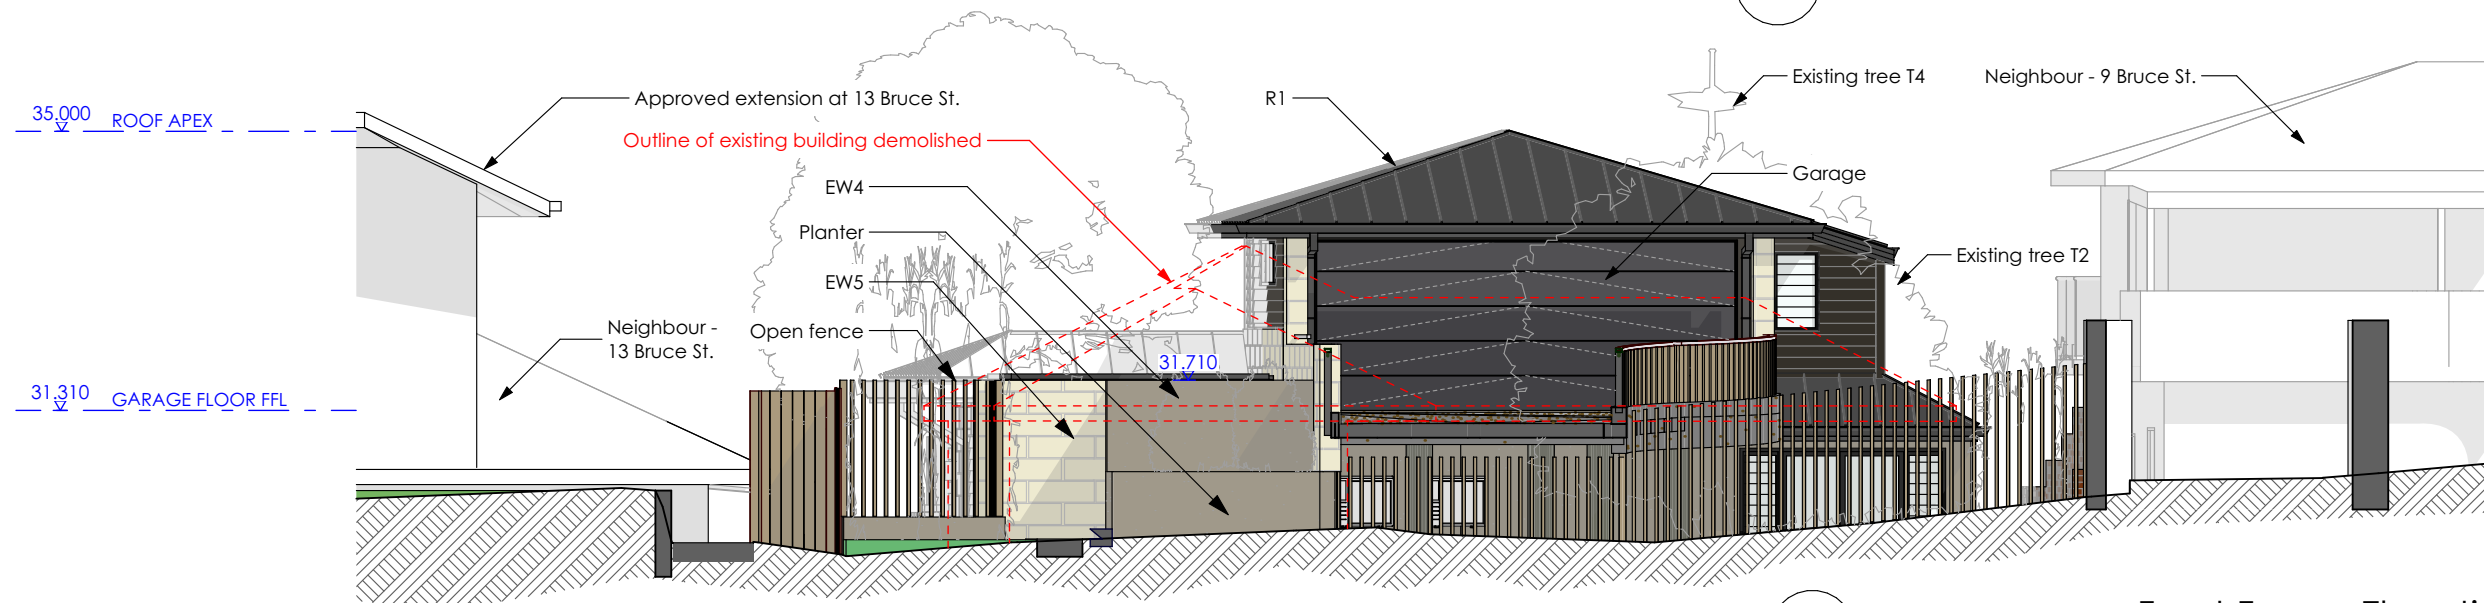 35.000 ROOF APEX
Approved extension at 13 Bruce St.
Outline of existing building demolished
EW4
Planter
EW5
Open fence
Neighbour -
13 Bruce St.
31.310 GARAGE FLOOR FFL
31.710
R1
Existing tree T4
Neighbour - 9 Bruce St.
Garage
Existing tree T2